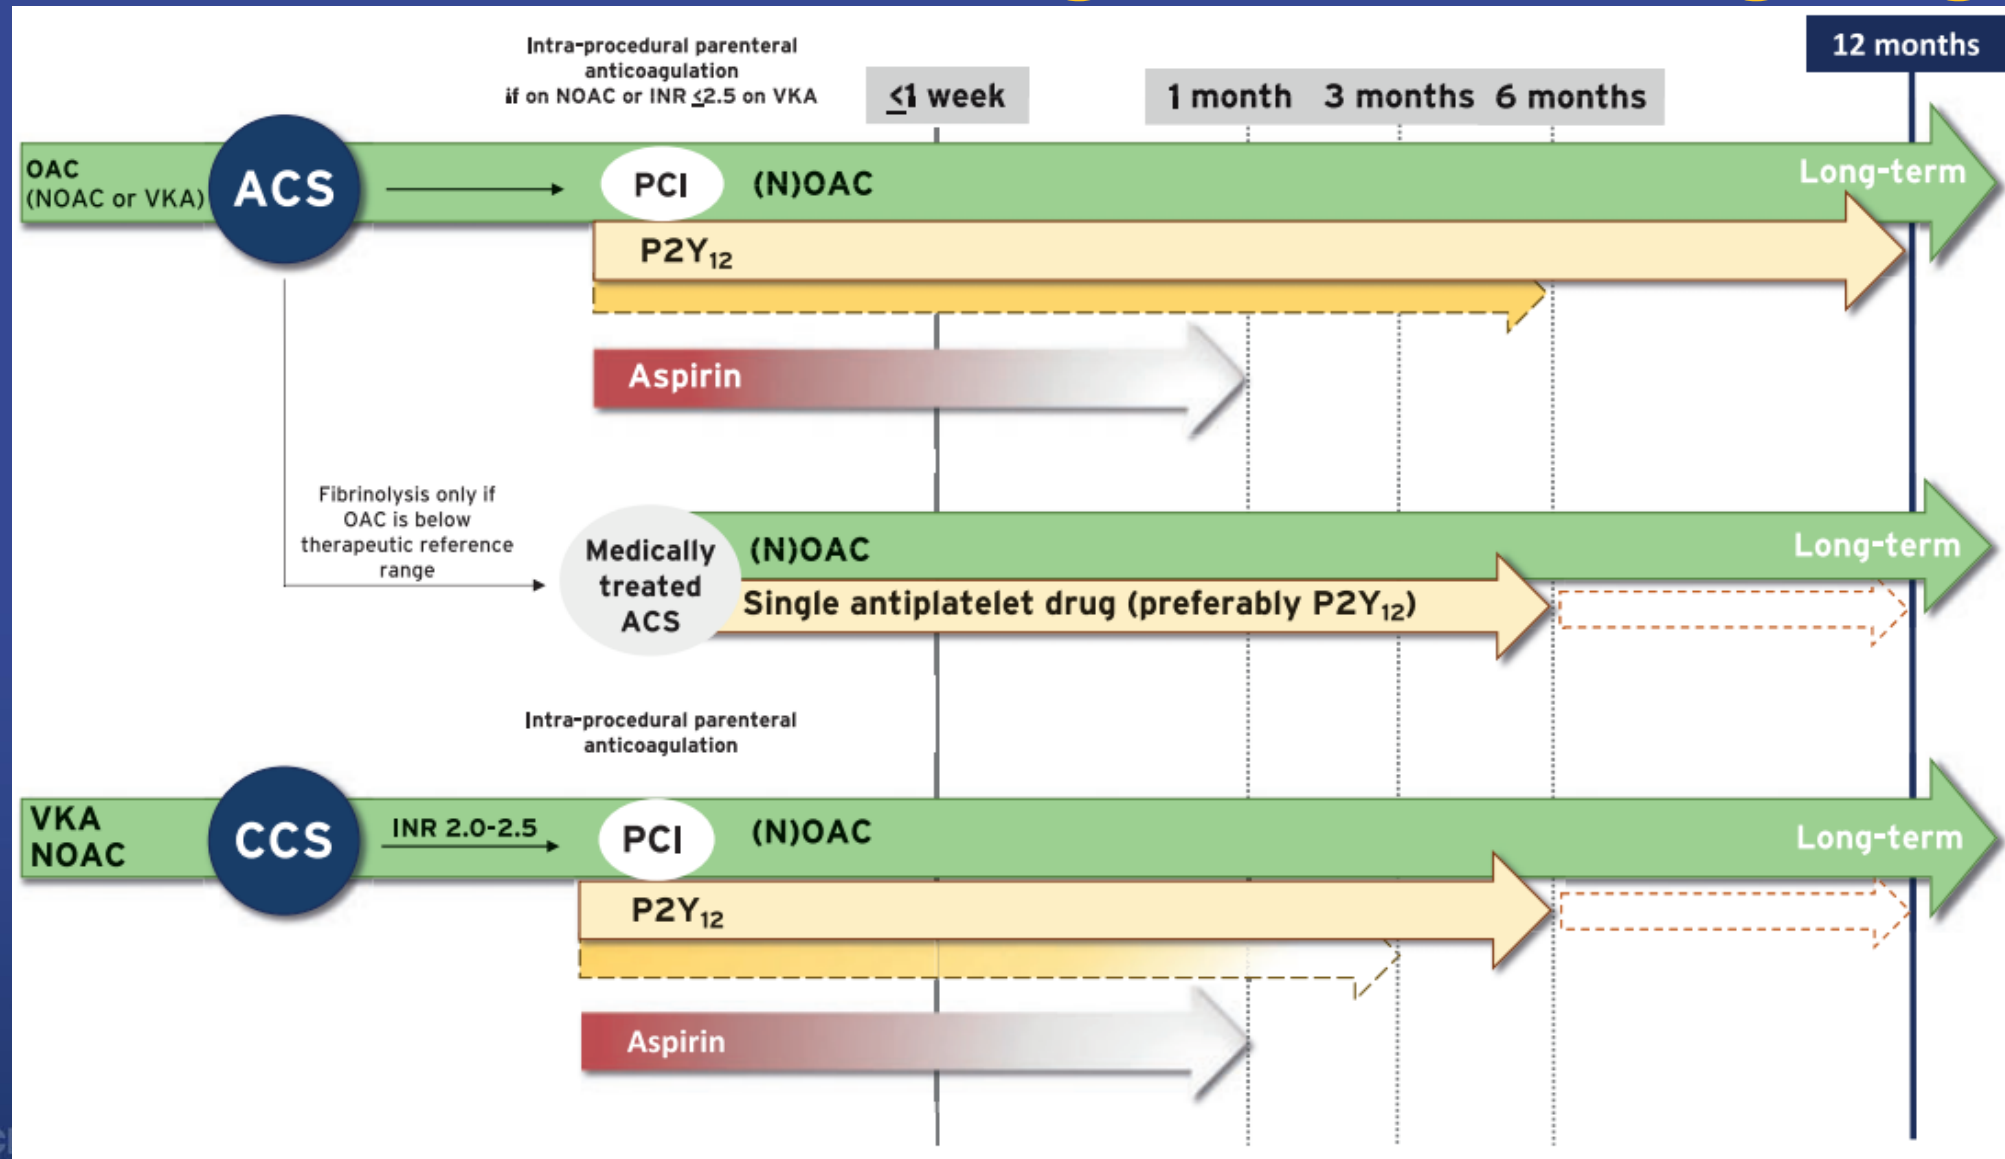 12 months
Intra-procedural parenteral
anticoagulation
if on NOAC or INR ≤2.5 on VKA
≤1 week
1 month
3 months
6 months
OAC
(NOAC or VKA)
ACS
PCI
(N)OAC
Long-term
P2Y12
Aspirin
Fibrinolysis only if
OAC is below
therapeutic reference
range
Medically
treated
ACS
(N)OAC
Long-term
Single antiplatelet drug (preferably P2Y12)
Intra-procedural parenteral
anticoagulation
VKA
NOAC
CCS
INR 2.0-2.5
PCI
(N)OAC
Long-term
P2Y12
Aspirin